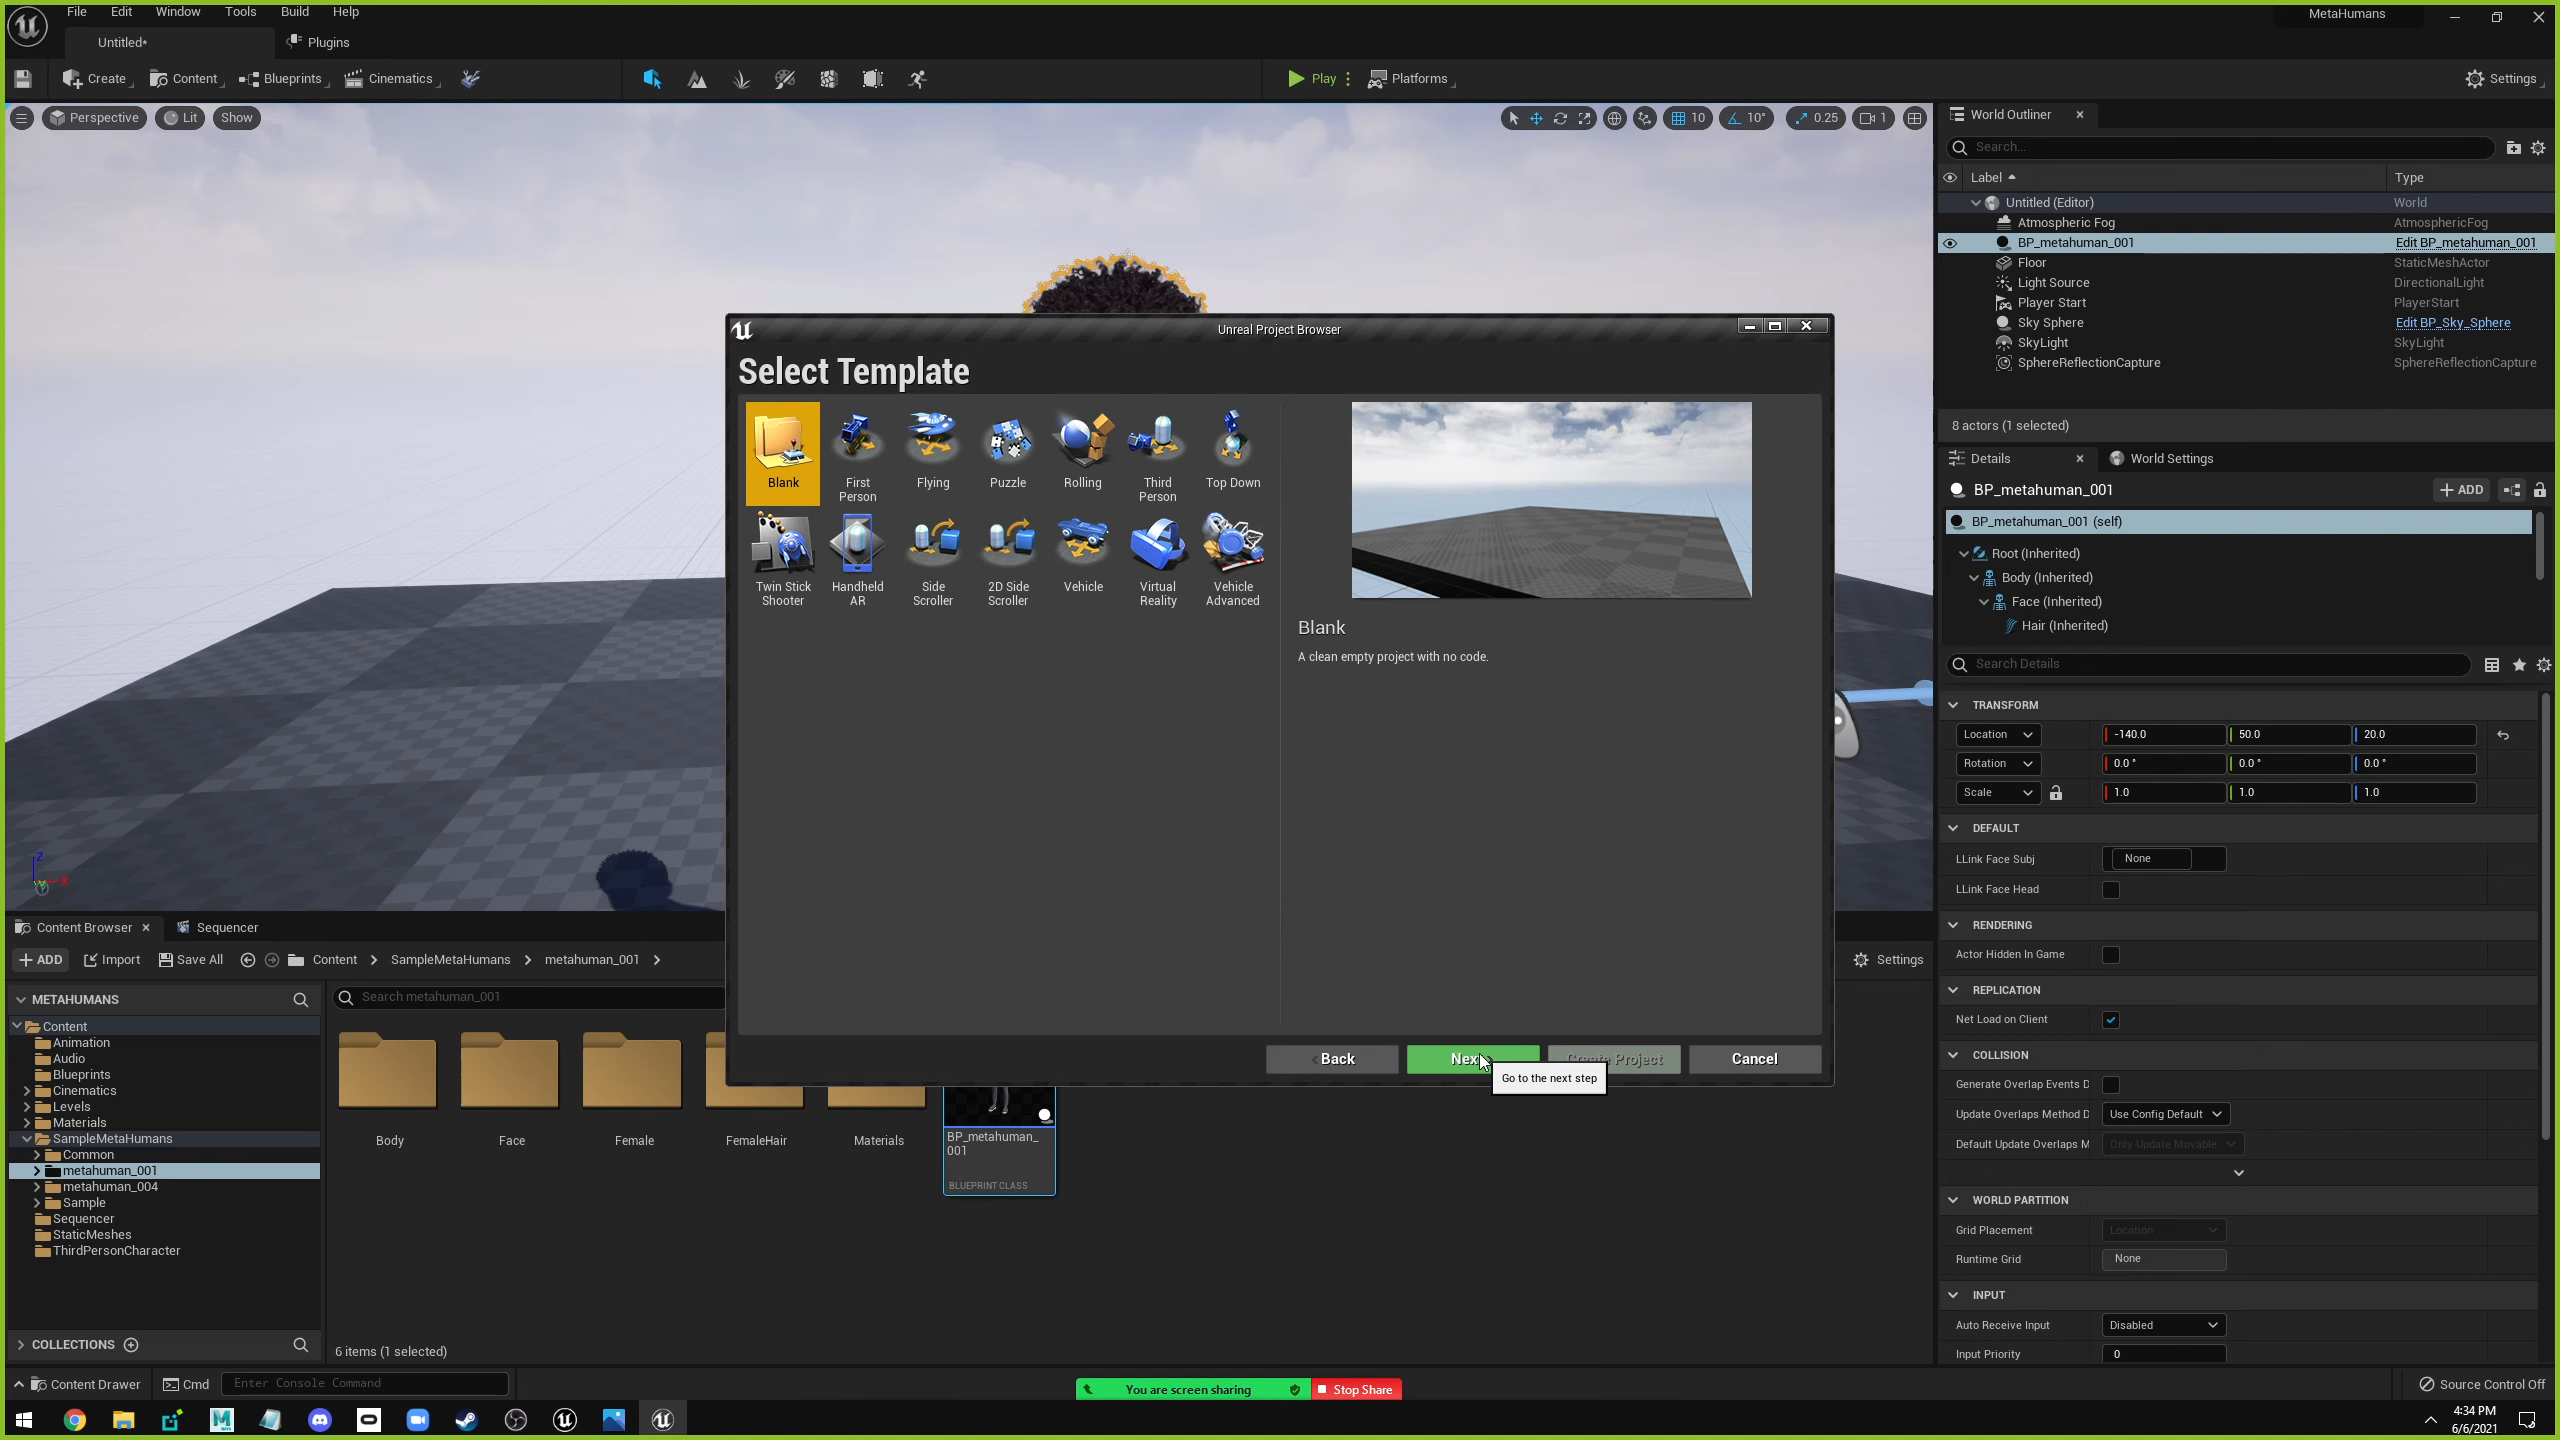 File Edit Window Tools Build Help
MetaHumans
Untitled* Plugins
Create Content Blueprints Cinematics Play Platforms Settings
Perspective Lit Show 10 10° 0.25 1
World Outliner
Search...
Label Type
Untitled (Editor) World
Atmospheric Fog AtmosphericFog
BP_metahuman_001 Edit BP_metahuman_001
Floor StaticMeshActor
Light Source DirectionalLight
Player Start PlayerStart
Sky Sphere Edit BP_Sky_Sphere
SkyLight SkyLight
SphereReflectionCapture SphereReflectionCapture
8 actors (1 selected)
Unreal Project Browser
Select Template
Blank
First
Person
Flying
Puzzle
Rolling
Third
Person
Top Down
Twin Stick
Shooter
Handheld
AR
Side
Scroller
2D Side
Scroller
Vehicle
Virtual
Reality
Vehicle
Advanced
Blank
A clean empty project with no code.
Back Create Project Cancel
Go to the next step
Details World Settings
BP_metahuman_001 ADD
BP_metahuman_001 (self)
Root (Inherited)
Body (Inherited)
Face (Inherited)
Hair (Inherited)
Search Details
TRANSFORM
Location -140.0 50.0 20.0
Rotation 0.0 ° 0.0 ° 0.0 °
Scale 1.0 1.0 1.0
DEFAULT
LLink Face Subj None
LLink Face Head
RENDERING
Actor Hidden In Game
REPLICATION
Net Load on Client
COLLISION
Generate Overlap Events D
Update Overlaps Method D Use Config Default
Default Update Overlaps M Only Update Movable
WORLD PARTITION
Grid Placement Location
Runtime Grid None
INPUT
Auto Receive Input Disabled
Input Priority 0
Content Browser Sequencer
ADD Import Save All Content SampleMetaHumans metahuman_001 Settings
METAHUMANS
Search metahuman_001
Content
Animation
Audio
Blueprints
Cinematics
Levels
Materials
SampleMetaHumans
Common
metahuman_001
metahuman_004
Sample
Sequencer
StaticMeshes
ThirdPersonCharacter
COLLECTIONS
Body
Face
Female
FemaleHair
Materials
BP_metahuman_
001
BLUEPRINT CLASS
6 items (1 selected)
Content Drawer Cmd Enter Console Command
You are screen sharing Stop Share
Source Control Off
4:34 PM
6/6/2021